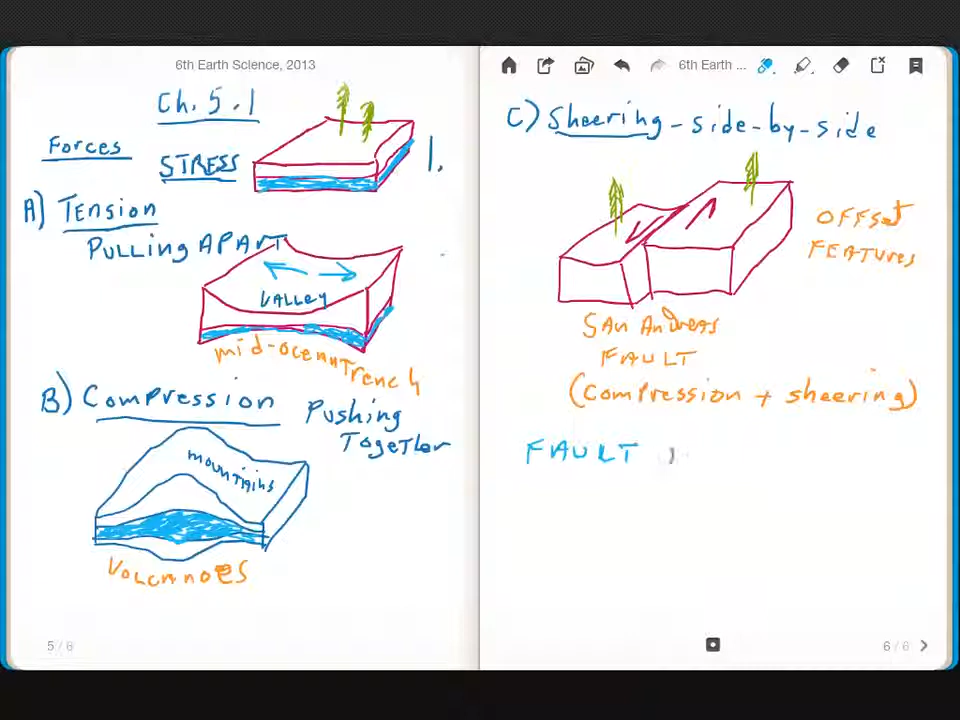 6th Earth Science, 2013
Ch. 5.1
Forces
STRESS
1.
A) Tension
Pulling APART
VALLEY
mid-ocean Trench
B) Compression
Pushing
Together
mountains
Volcanoes
5 / 6
6th Earth ...
C) Sheering - side-by-side
OFFSET
FEATURES
SAN Andreas
FAULT
(compression + sheering)
FAULT
6 / 6